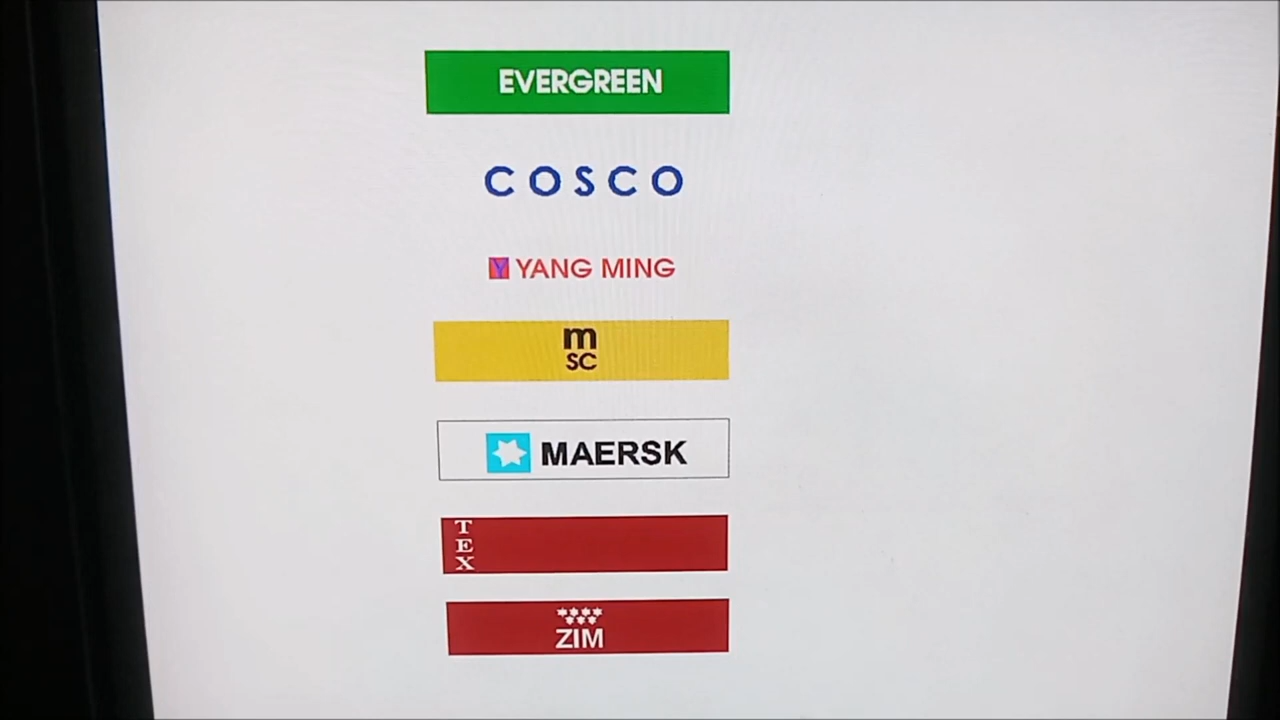 EVERGREEN
COSCO
Y YANG MING
m
SC
MAERSK
T
E
X
ZIM